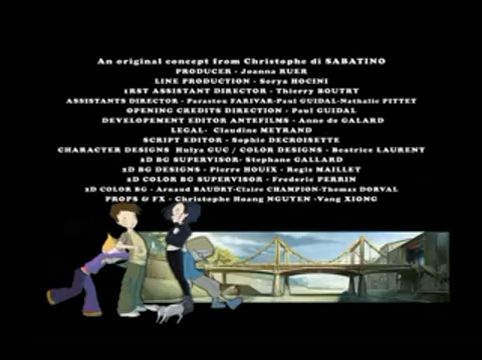 An original concept from Christophe di SABATINO
PRODUCER - Joanna RUER
LINE PRODUCTION - Sorya HOCINI
1RST ASSISTANT DIRECTOR - Thierry BOUTRY
ASSISTANTS DIRECTOR - Parastou FARIVAR-Paul GUIDAL-Nathalie PITTET
OPENING CREDITS DIRECTION - Paul GUIDAL
DEVELOPEMENT EDITOR ANTEFILMS - Anne de GALARD
LEGAL- Claudine MEYRAND
SCRIPT EDITOR - Sophie DECROISETTE
CHARACTER DESIGNS Hulya GUC / COLOR DESIGNS - Beatrice LAURENT
2D BG SUPERVISOR- Stephane GALLARD
2D BG DESIGNS - Pierre HOUIX - Regis MAILLET
2D COLOR BG SUPERVISOR - Frederic PERRIN
2D COLOR BG - Arnaud BAUDRY-Claire CHAMPION-Thomas DORVAL
PROPS & FX - Christophe Hoang NGUYEN -Vang XIONG